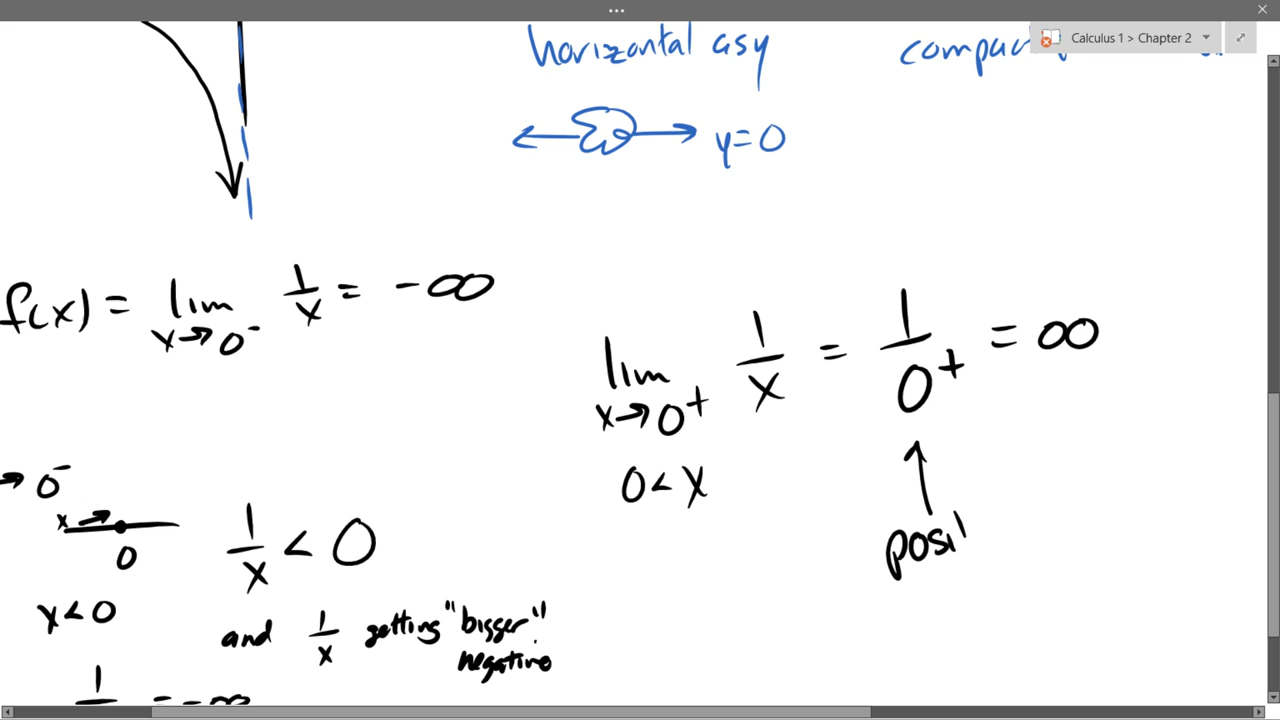 Calculus 1 > Chapter 2
horizontal asy
y=0
f(x) = lim x→0⁻ 1/x = -∞
lim x→0⁺ 1/x = 1/0⁺ = ∞
0 < x
posi
→ 0⁻
x
0
1/x < 0
x < 0
and 1/x getting "bigger"
negative
1
= -∞